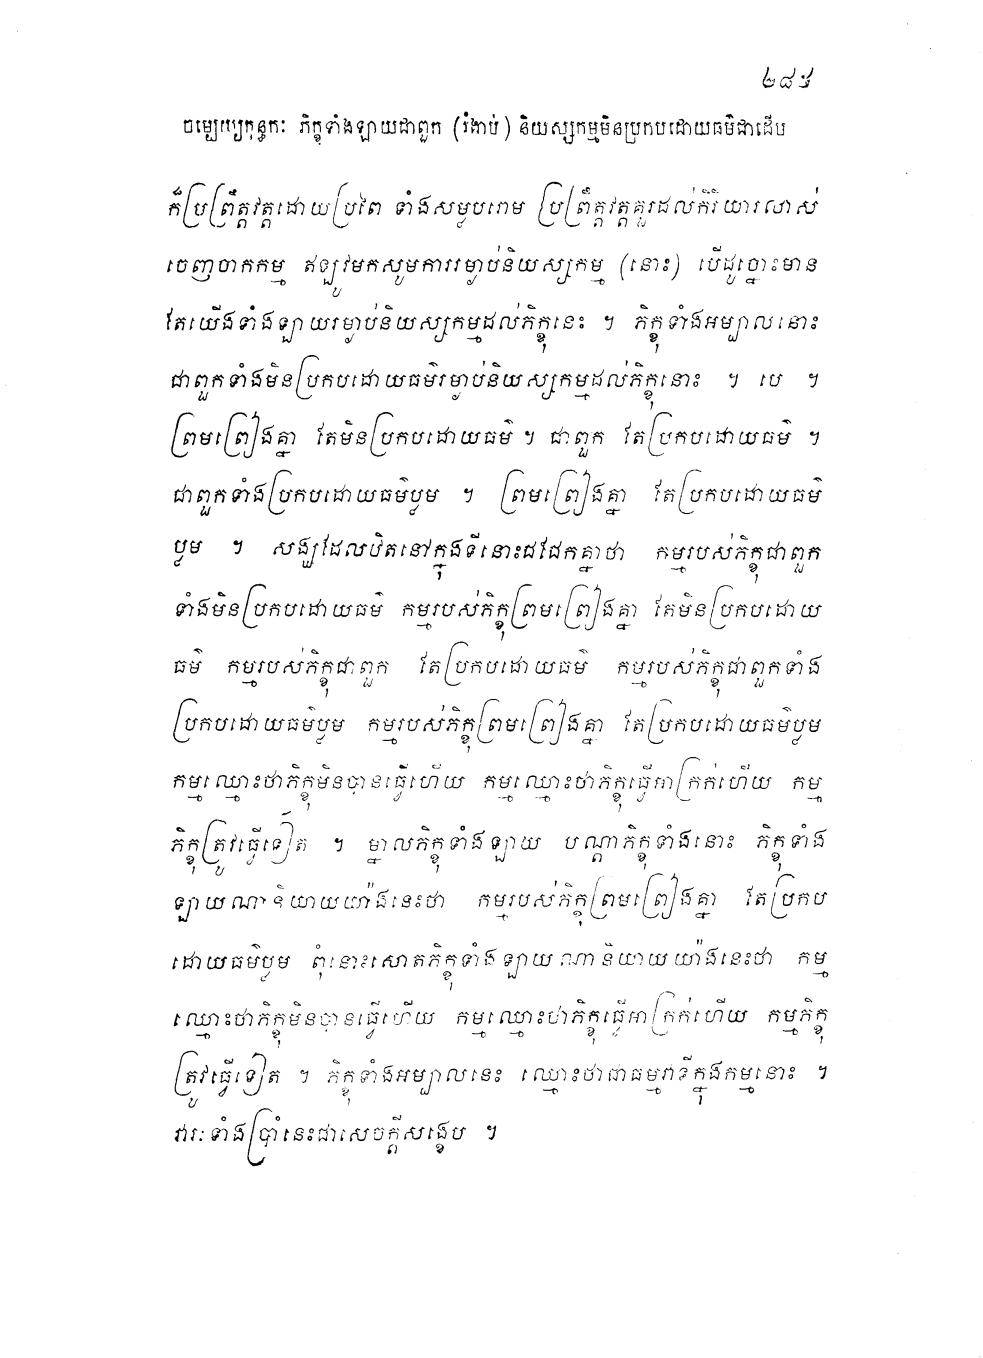 ២៨៥
ចម្បេយ្យកុន្ធកៈ ភិក្ខុទាំងឡាយជាពួក (រំងាប់) និយស្សកម្មមិនប្រកបដោយធម៌ជាដើម
ក៏ប្រព្រឹត្តវត្តដោយប្រពៃ ទាំងសម្លបរោម ប្រព្រឹត្តវត្តគួរដល់កិរិយារលាស់
ចេញចាកកម្ម ឥឡូវមកសូមការរម្ងាប់និយស្សកម្ម (នោះ) បើដូច្នោះមាន
តែយើងទាំងឡាយរម្ងាប់និយស្សកម្មដល់ភិក្ខុនេះ ។ ភិក្ខុទាំងអម្បាលនោះ
ជាពួកទាំងមិនប្រកបដោយធម៌រម្ងាប់និយស្សកម្មដល់ភិក្ខុនោះ ។ បេ ។
ព្រមព្រៀងគ្នា តែមិនប្រកបដោយធម៌ ។ ជាពួក តែប្រកបដោយធម៌ ។
ជាពួកទាំងប្រកបដោយធម៌ប្លម ។ ព្រមព្រៀងគ្នា តែប្រកបដោយធម៌
ប្លម ។ សង្ឃដែលឋិតនៅក្នុងទីនោះជជែកគ្នាថា កម្មរបស់ភិក្ខុជាពួក
ទាំងមិនប្រកបដោយធម៌ កម្មរបស់ភិក្ខុព្រមព្រៀងគ្នា តែមិនប្រកបដោយ
ធម៌ កម្មរបស់ភិក្ខុជាពួក តែប្រកបដោយធម៌ កម្មរបស់ភិក្ខុជាពួកទាំង
ប្រកបដោយធម៌ប្លម កម្មរបស់ភិក្ខុព្រមព្រៀងគ្នា តែប្រកបដោយធម៌ប្លម
កម្មឈ្មោះថាភិក្ខុមិនបានធ្វើហើយ កម្មឈ្មោះថាភិក្ខុធ្វើអាក្រក់ហើយ កម្ម
ភិក្ខុត្រូវធ្វើទៀត ។ ម្នាលភិក្ខុទាំងឡាយ បណ្តាភិក្ខុទាំងនោះ ភិក្ខុទាំង
ឡាយណានិយាយយ៉ាងនេះថា កម្មរបស់ភិក្ខុព្រមព្រៀងគ្នា តែប្រកប
ដោយធម៌ប្លម ពុំនោះសោតភិក្ខុទាំងឡាយណានិយាយយ៉ាងនេះថា កម្ម
ឈ្មោះថាភិក្ខុមិនបានធ្វើហើយ កម្មឈ្មោះថាភិក្ខុធ្វើអាក្រក់ហើយ កម្មភិក្ខុ
ត្រូវធ្វើទៀត ។ ភិក្ខុទាំងអម្បាលនេះ ឈ្មោះថាជាធម្មវាទីក្នុងកម្មនោះ ។
វារៈទាំងប្រាំនេះជាសេចក្តីសង្ខេប ។